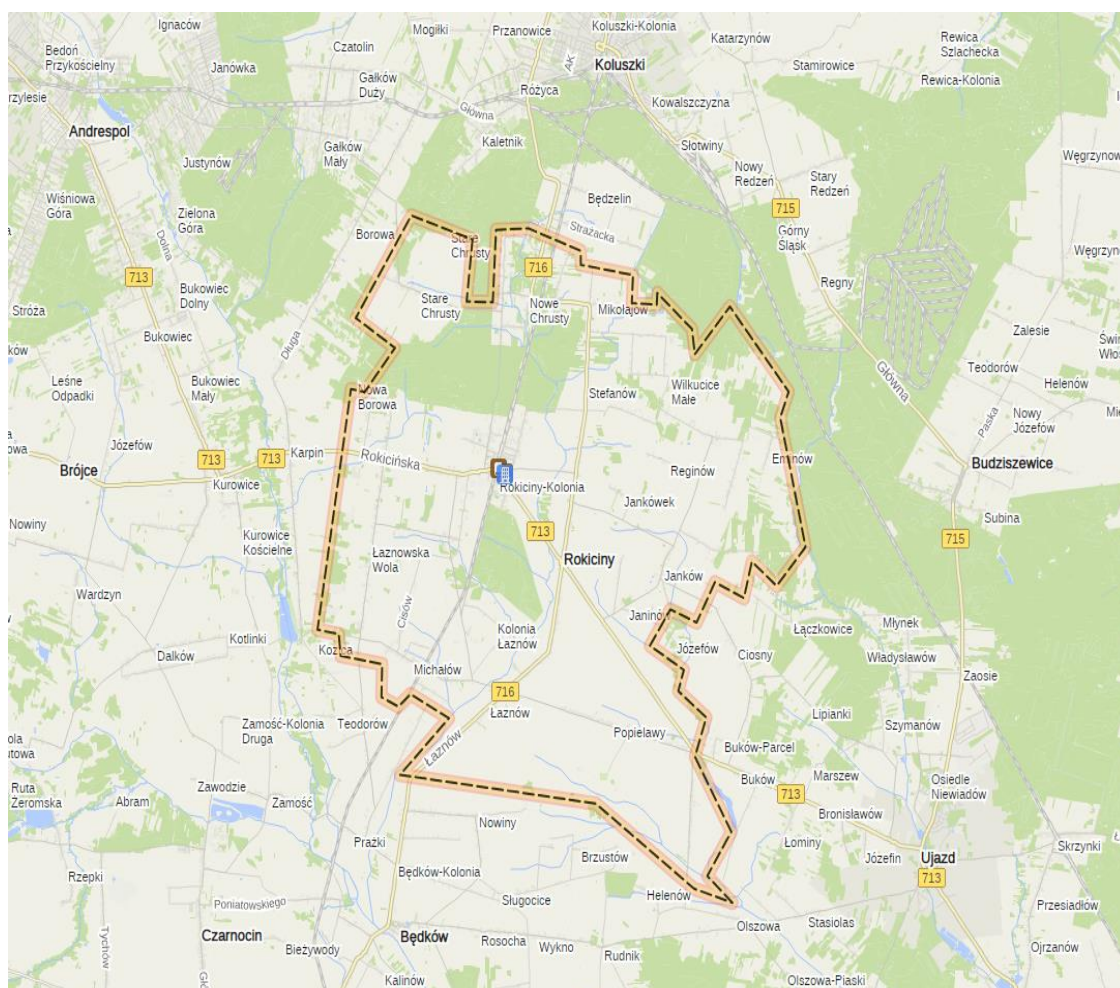 Ignaców
Mogiłki
Przanowice
Koluszki-Kolonia
Katarzynów
Rewica
Szlachecka
Bedoń
Przykościelny
Czatolin
AK
Koluszki
Stamirowice
Rewica-Kolonia
Janówka
Gałków
Duży
Różyca
Kowalszczyzna
Główna
Andrespol
Gałków
Mały
Kaletnik
Słotwiny
Justynów
Nowy
Redzeń
Stary
Redzeń
Węgrzynow
Wiśniowa
Góra
Będzelin
Zielona
Góra
715
Borowa
Stare
Chrusty
Strażacka
Górny
Śląsk
Dolna
Węgrzyno
713
716
Bukowiec
Dolny
Regny
Stróża
Stare
Chrusty
Nowe
Chrusty
Mikołajów
Zalesie
Bukowiec
Długa
Teodorów
Główna
Leśne
Odpadki
Bukowiec
Mały
Nowa
Borowa
Stefanów
Wilkucice
Małe
Helenów
Paska
Nowy
Józefów
Józefów
Karpin
Rokicińska
Brójce
713
713
Kurowice
Reginów
Eminów
Budziszewice
Rokiciny-Kolonia
Jankówek
Nowiny
Subina
Kurowice
Kościelne
713
715
Łaznowska
Wola
Rokiciny
Janków
Wardzyn
Cisów
Janinów
Młynek
Kotlinki
Kolonia
Łaznów
Łączkowice
Kozica
Józefów
Ciosny
Władysławów
Dalków
Michałów
Zaosie
716
Łaznów
Zamość-Kolonia
Druga
Teodorów
Lipianki
Szymanów
Łaznów
Popielawy
Buków-Parcel
Ruta
Żeromska
Abram
Zawodzie
Zamość
Buków
Marszew
Osiedle
Niewiadów
713
Bronisławów
Nowiny
Prażki
Łominy
Józefin
Ujazd
Skrzynki
Brzustów
Rzepki
Będków-Kolonia
713
Helenów
Poniatowskiego
Sługocice
Przesiadłów
Olszowa
Stasiolas
Tychów
Czarnocin
Będków
Rosocha
Wykno
Bieżywody
Rudnik
Ojrzanów
Kalinów
Olszowa-Piaski